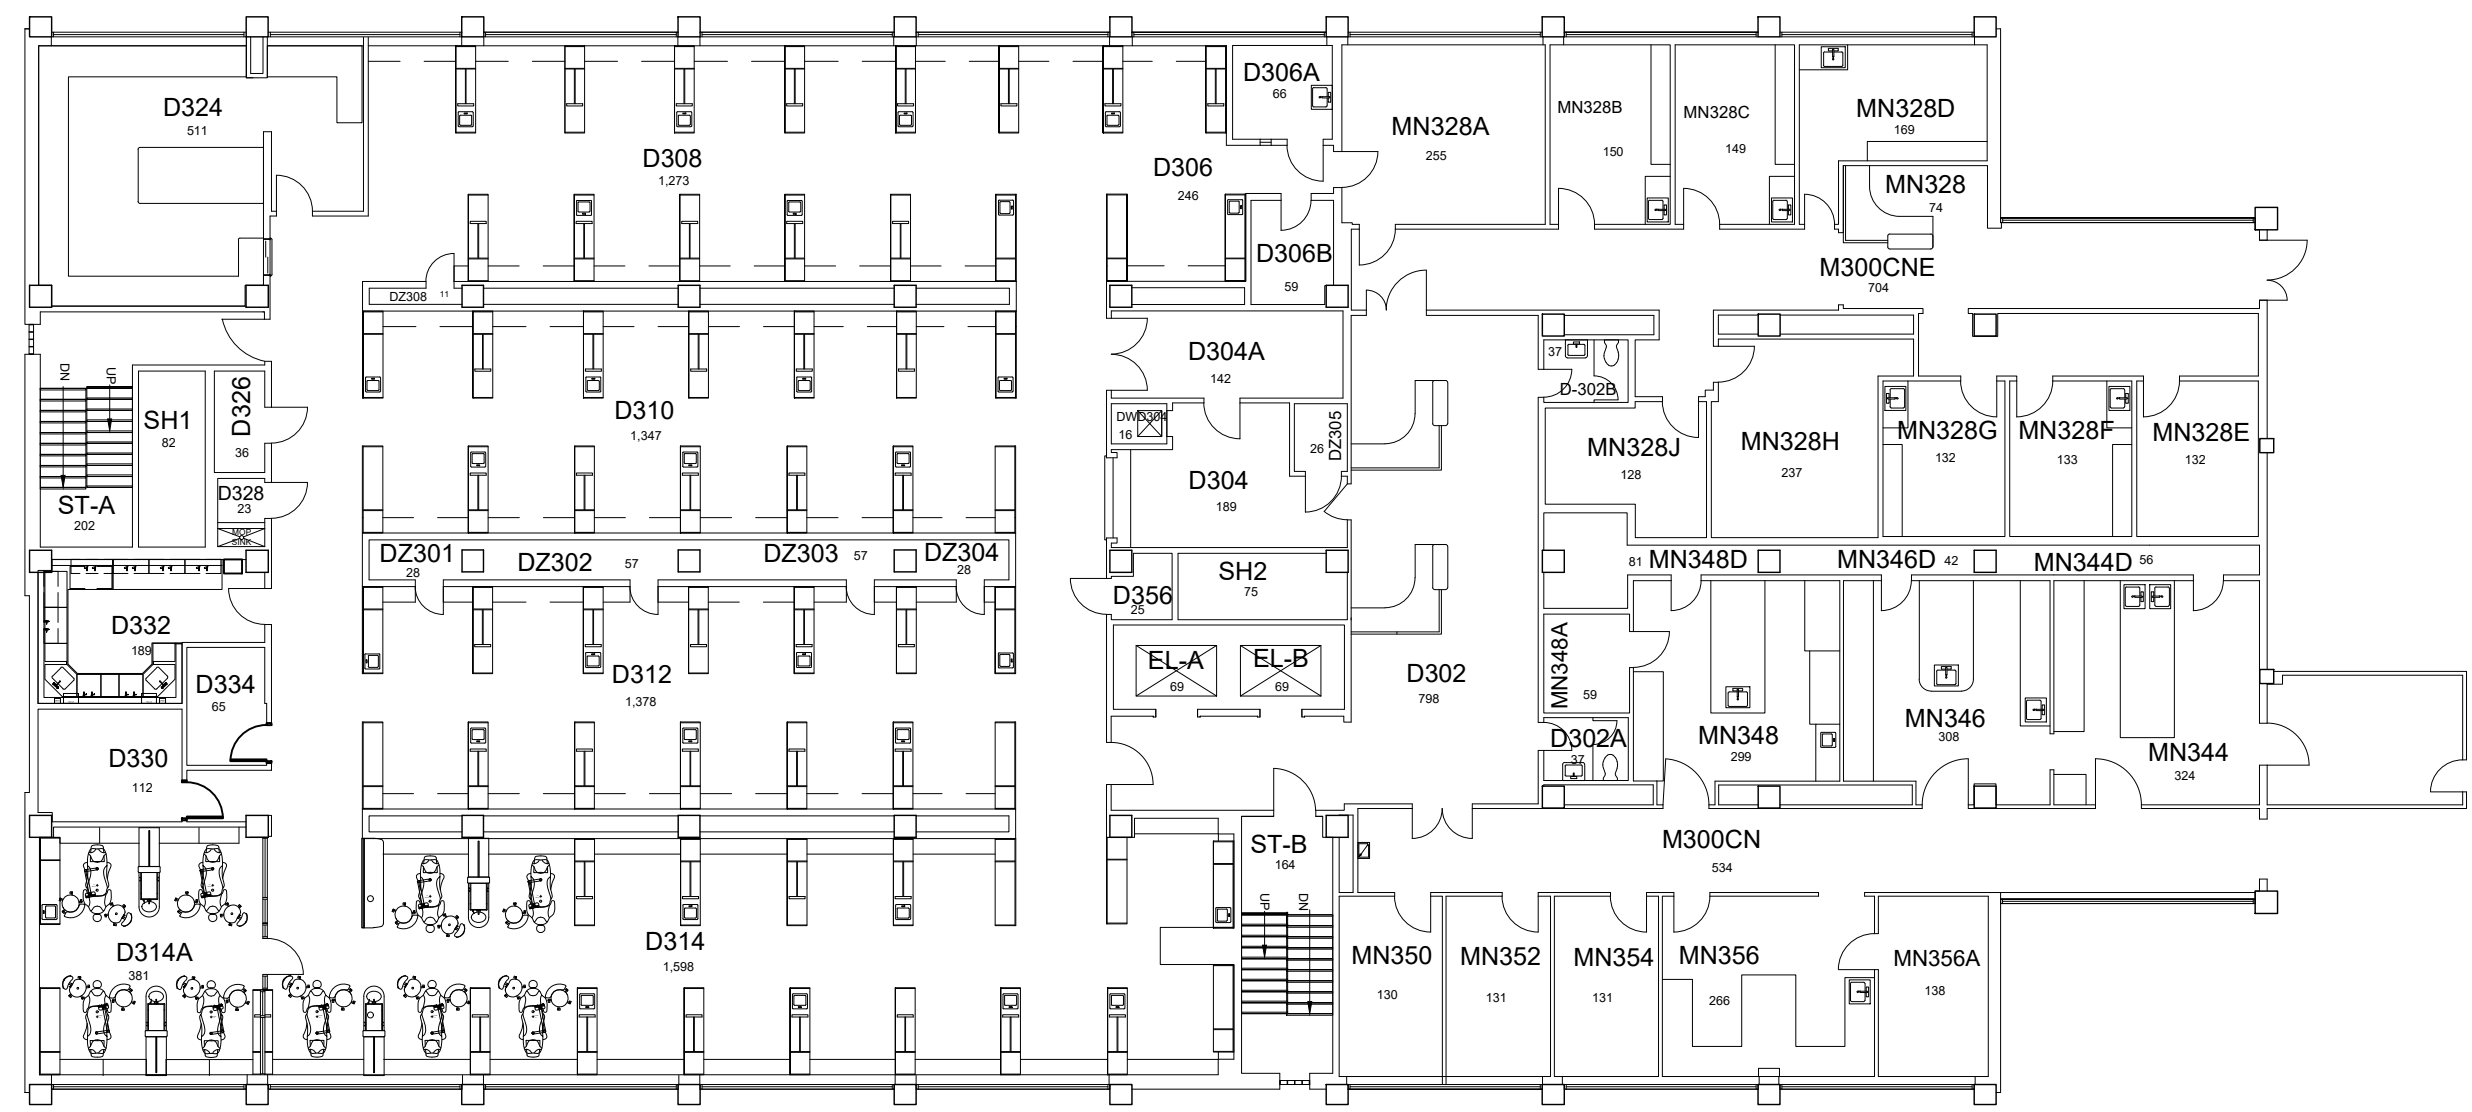 D324
511
D308
1,273
D306A
66
D306
246
D306B
59
DZ308 11
MN328A
255
MN328B
150
MN328C
149
MN328D
169
MN328
74
M300CNE
704
DN
UP
SH1
82
D326
36
D328
23
MOP
SINK
ST-A
202
D310
1,347
D304A
142
DWD304
16
DZ305
26
D304
189
37
D-302B
MN328J
128
MN328H
237
MN328G
132
MN328F
133
MN328E
132
DZ301
28
DZ302 57
DZ303 57
DZ304
28
D356
25
SH2
75
81 MN348D
MN346D 42
MN344D 56
D332
189
D334
65
D330
112
D312
1,378
EL-A
69
EL-B
69
D302
798
MN348A
59
D302A
37
MN348
299
MN346
308
MN344
324
D314A
381
D314
1,598
ST-B
164
UP
DN
M300CN
534
MN350
130
MN352
131
MN354
131
MN356
266
MN356A
138